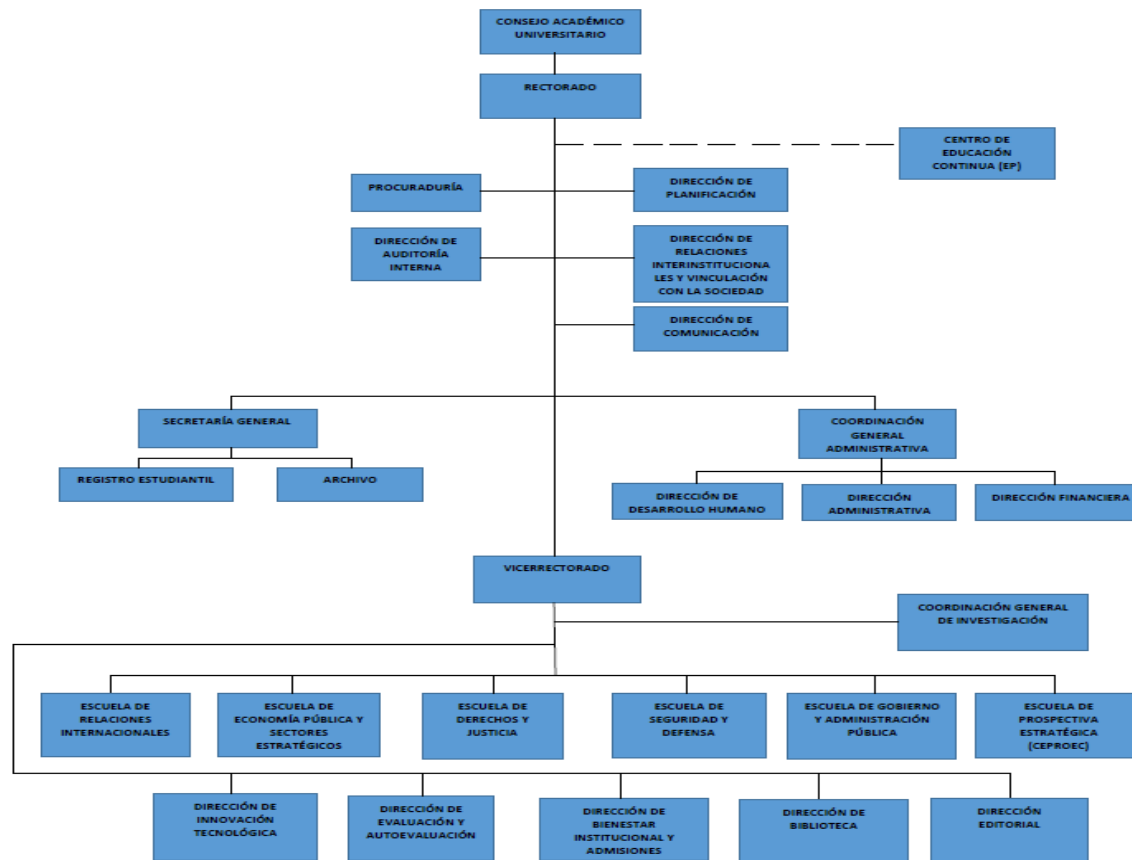 CONSEJO ACADÉMICO
UNIVERSITARIO
RECTORADO
CENTRO DE
EDUCACIÓN
CONTINUA (EP)
PROCURADURÍA
DIRECCIÓN DE
PLANIFICACIÓN
DIRECCIÓN DE
AUDITORÍA
INTERNA
DIRECCIÓN DE
RELACIONES
INTERINSTITUCIONA
LES Y VINCULACIÓN
CON LA SOCIEDAD
DIRECCIÓN DE
COMUNICACIÓN
SECRETARÍA GENERAL
COORDINACIÓN
GENERAL
ADMINISTRATIVA
REGISTRO ESTUDIANTIL
ARCHIVO
DIRECCIÓN DE
DESARROLLO HUMANO
DIRECCIÓN
ADMINISTRATIVA
DIRECCIÓN FINANCIERA
VICERRECTORADO
COORDINACIÓN GENERAL
DE INVESTIGACIÓN
ESCUELA DE
RELACIONES
INTERNACIONALES
ESCUELA DE
ECONOMÍA PÚBLICA Y
SECTORES
ESTRATÉGICOS
ESCUELA DE
DERECHOS Y
JUSTICIA
ESCUELA DE
SEGURIDAD Y
DEFENSA
ESCUELA DE GOBIERNO
Y ADMINISTRACIÓN
PÚBLICA
ESCUELA DE
PROSPECTIVA
ESTRATÉGICA
(CEPROEC)
DIRECCIÓN DE
INNOVACIÓN
TECNOLÓGICA
DIRECCIÓN DE
EVALUACIÓN Y
AUTOEVALUACIÓN
DIRECCIÓN DE
BIENESTAR
INSTITUCIONAL Y
ADMISIONES
DIRECCIÓN DE
BIBLIOTECA
DIRECCIÓN
EDITORIAL